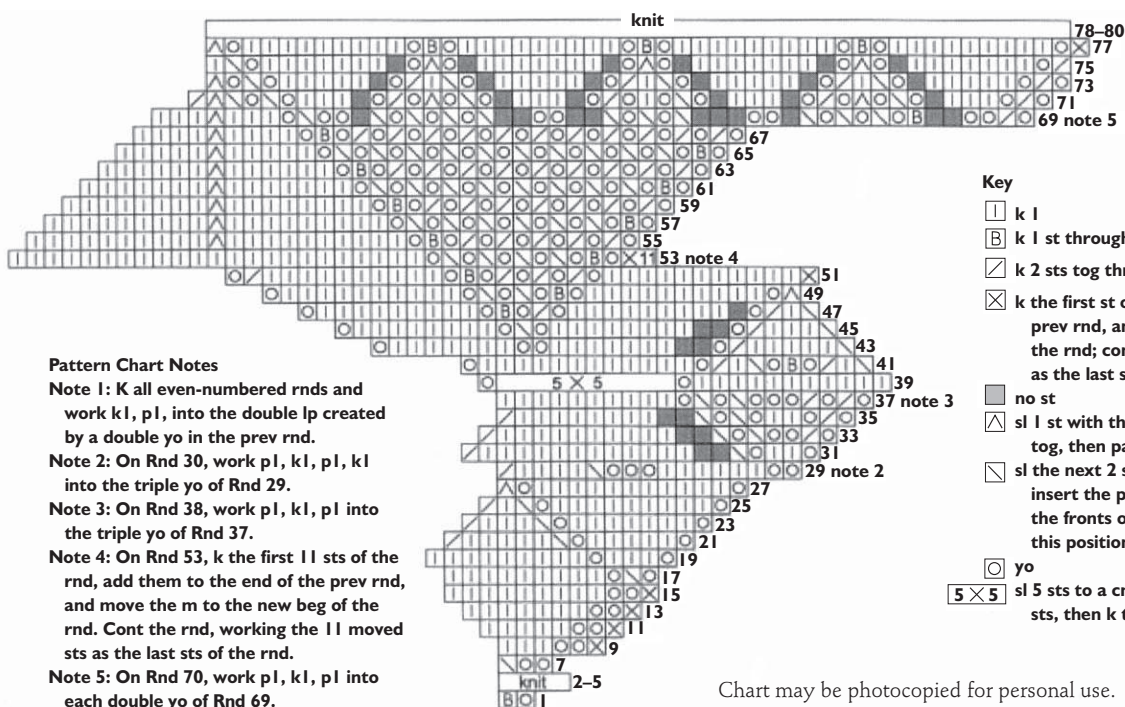 knit
78–80
77
75
73
71
69 note 5
67
65
63
61
59
57
55
53 note 4
51
49
47
45
43
41
5 X 5
39
37 note 3
35
33
31
29 note 2
27
25
23
21
19
17
15
13
11
9
7
knit
2–5
1
Pattern Chart Notes
Note 1: K all even-numbered rnds and
work k1, p1, into the double lp created
by a double yo in the prev rnd.
Note 2: On Rnd 30, work p1, k1, p1, k1
into the triple yo of Rnd 29.
Note 3: On Rnd 38, work p1, k1, p1 into
the triple yo of Rnd 37.
Note 4: On Rnd 53, k the first 11 sts of the
rnd, add them to the end of the prev rnd,
and move the m to the new beg of the
rnd. Cont the rnd, working the 11 moved
sts as the last sts of the rnd.
Note 5: On Rnd 70, work p1, k1, p1 into
each double yo of Rnd 69.
Key
k 1
B k 1 st through
k 2 sts tog thr
k the first st o
prev rnd, an
the rnd; con
as the last s
no st
sl 1 st with th
tog, then pa
sl the next 2 s
insert the p
the fronts o
this position
yo
5 X 5 sl 5 sts to a cr
sts, then k t
Chart may be photocopied for personal use.